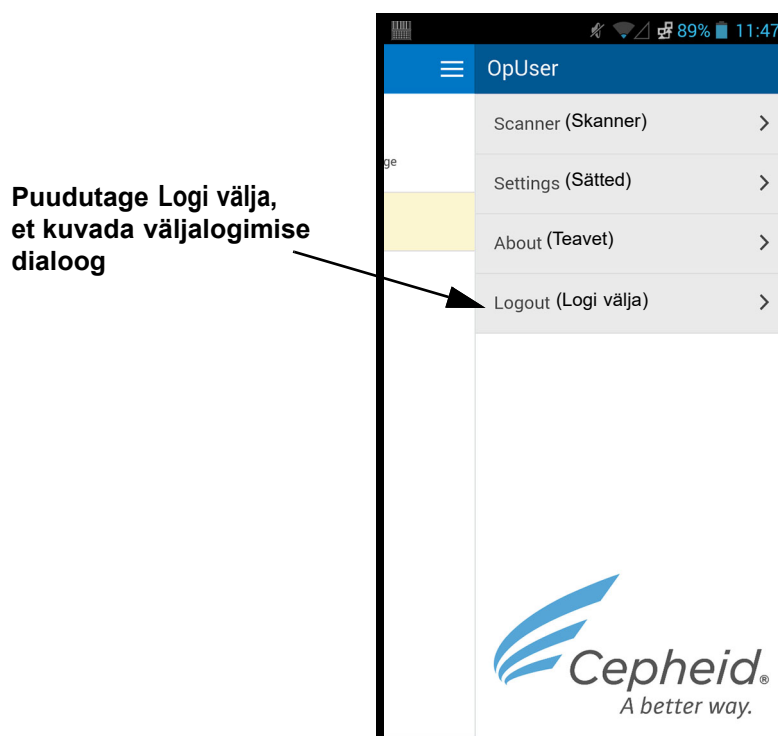 89% 11:47
OpUser
Scanner (Skanner)
ge
Settings (Sätted)
Puudutage Logi välja,
et kuvada väljalogimise
dialoog
About (Teavet)
Logout (Logi välja)
Cepheid®
A better way.